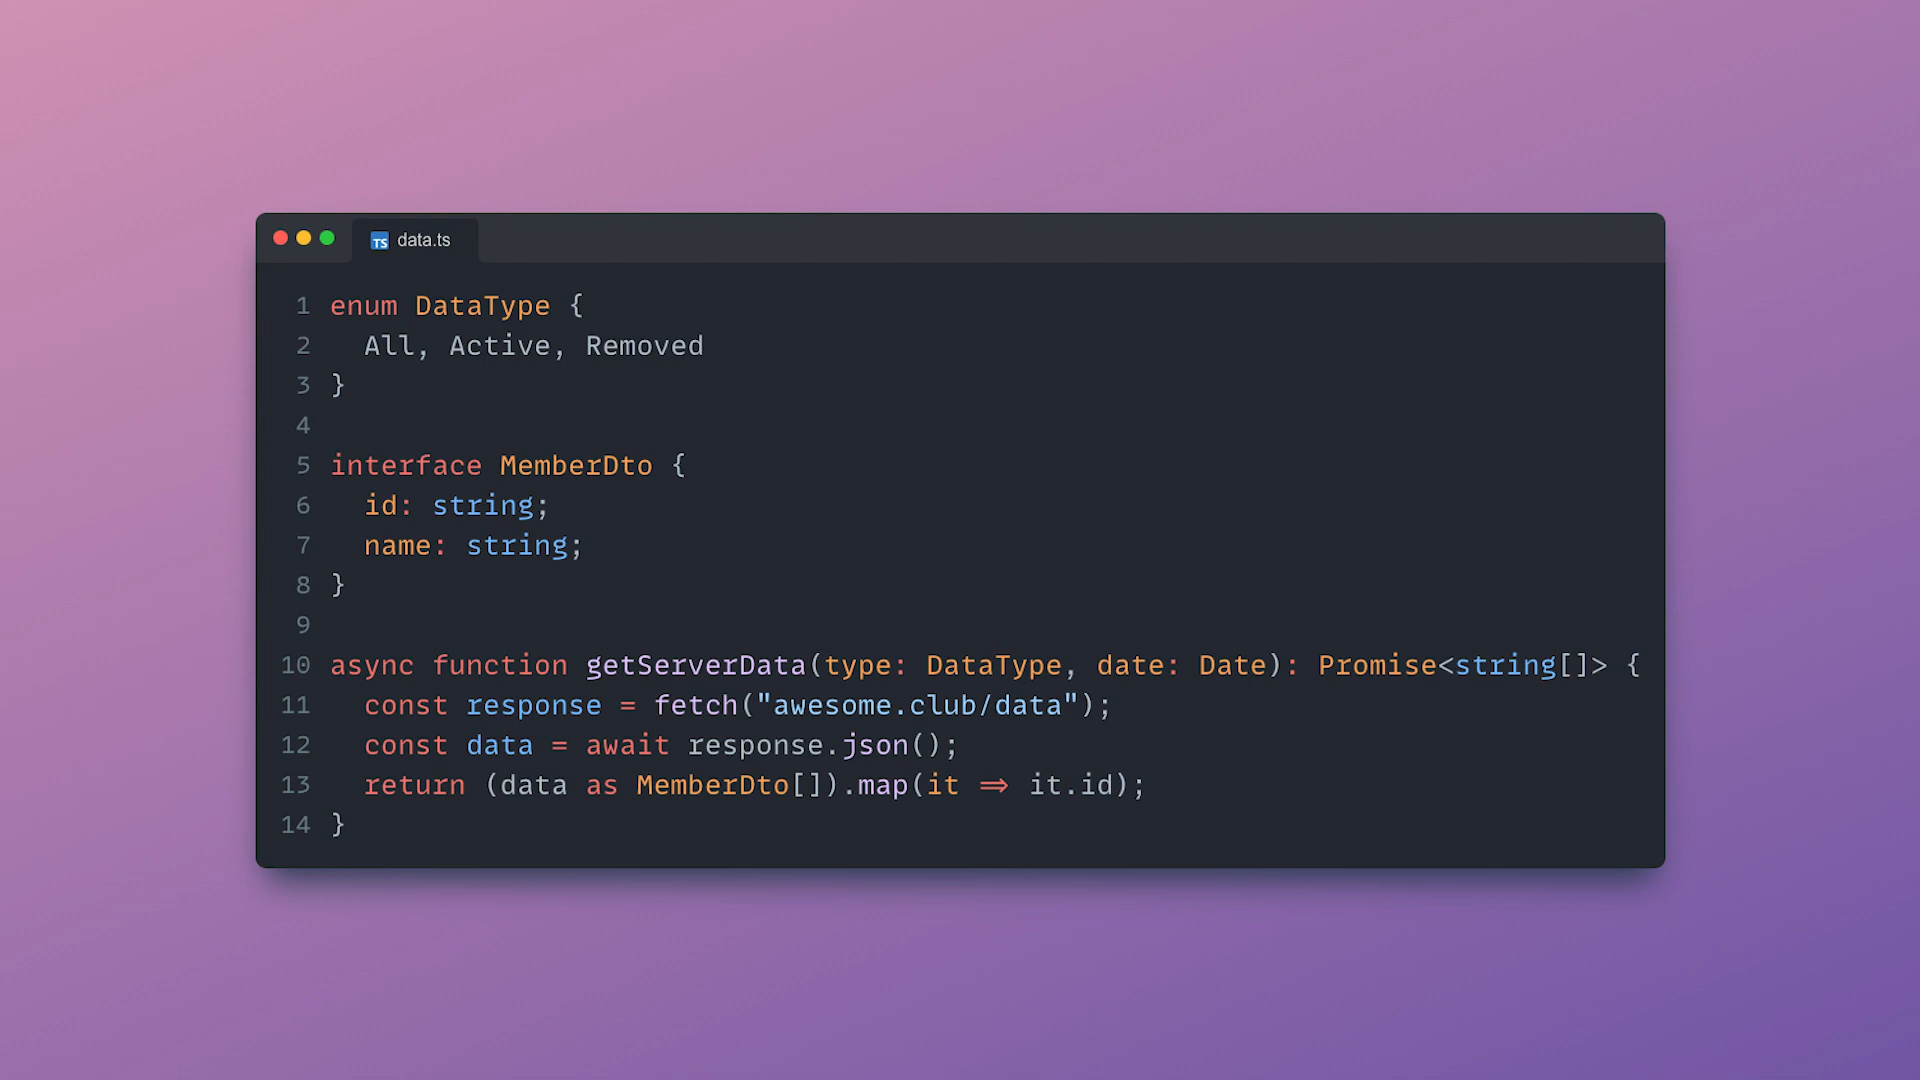 TS data.ts
1 enum DataType {
2   All, Active, Removed
3 }
4
5 interface MemberDto {
6   id: string;
7   name: string;
8 }
9
10 async function getServerData(type: DataType, date: Date): Promise<string[]> {
11   const response = fetch("awesome.club/data");
12   const data = await response.json();
13   return (data as MemberDto[]).map(it => it.id);
14 }